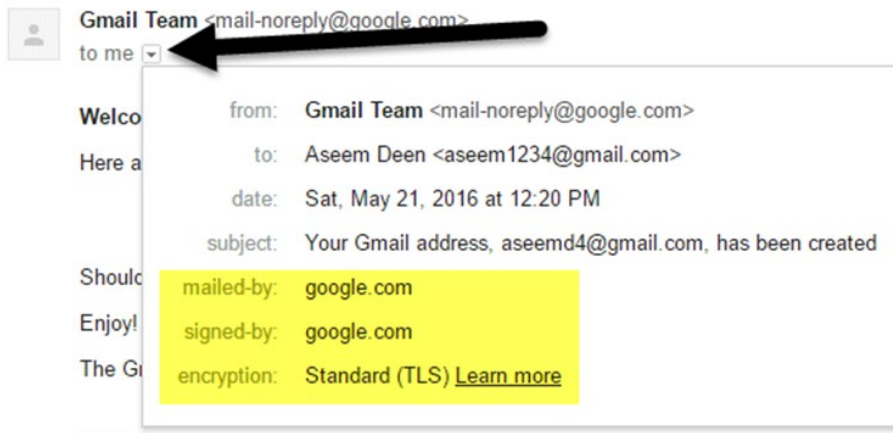 Gmail Team <mail-noreply@google.com>
to me
Welco
Here a
from: Gmail Team <mail-noreply@google.com>
to: Aseem Deen <aseem1234@gmail.com>
date: Sat, May 21, 2016 at 12:20 PM
subject: Your Gmail address, aseemd4@gmail.com, has been created
Should
mailed-by: google.com
Enjoy!
signed-by: google.com
The Gr
encryption: Standard (TLS) Learn more